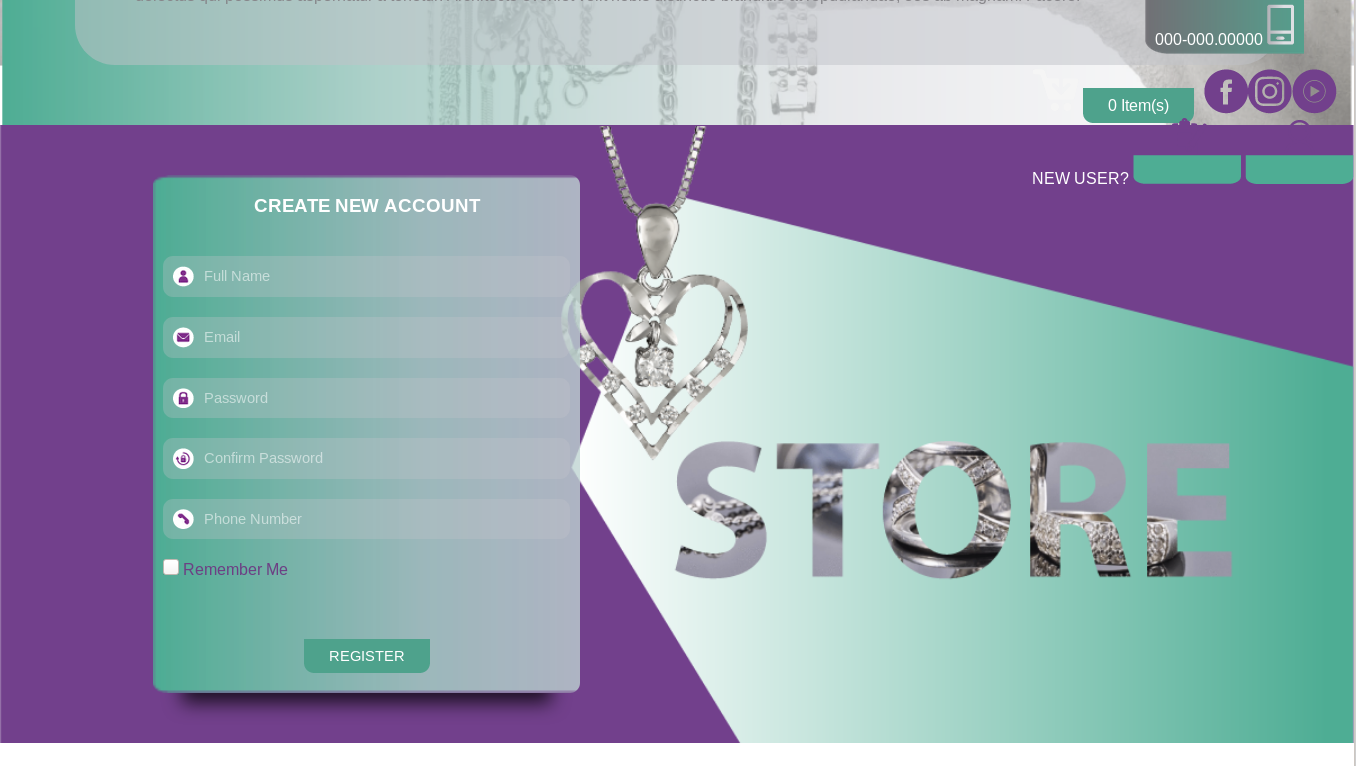 000-000.00000
0 Item(s)
NEW USER?
CREATE NEW ACCOUNT
Full Name
Email
Password
Confirm Password
Phone Number
Remember Me
REGISTER
STORE